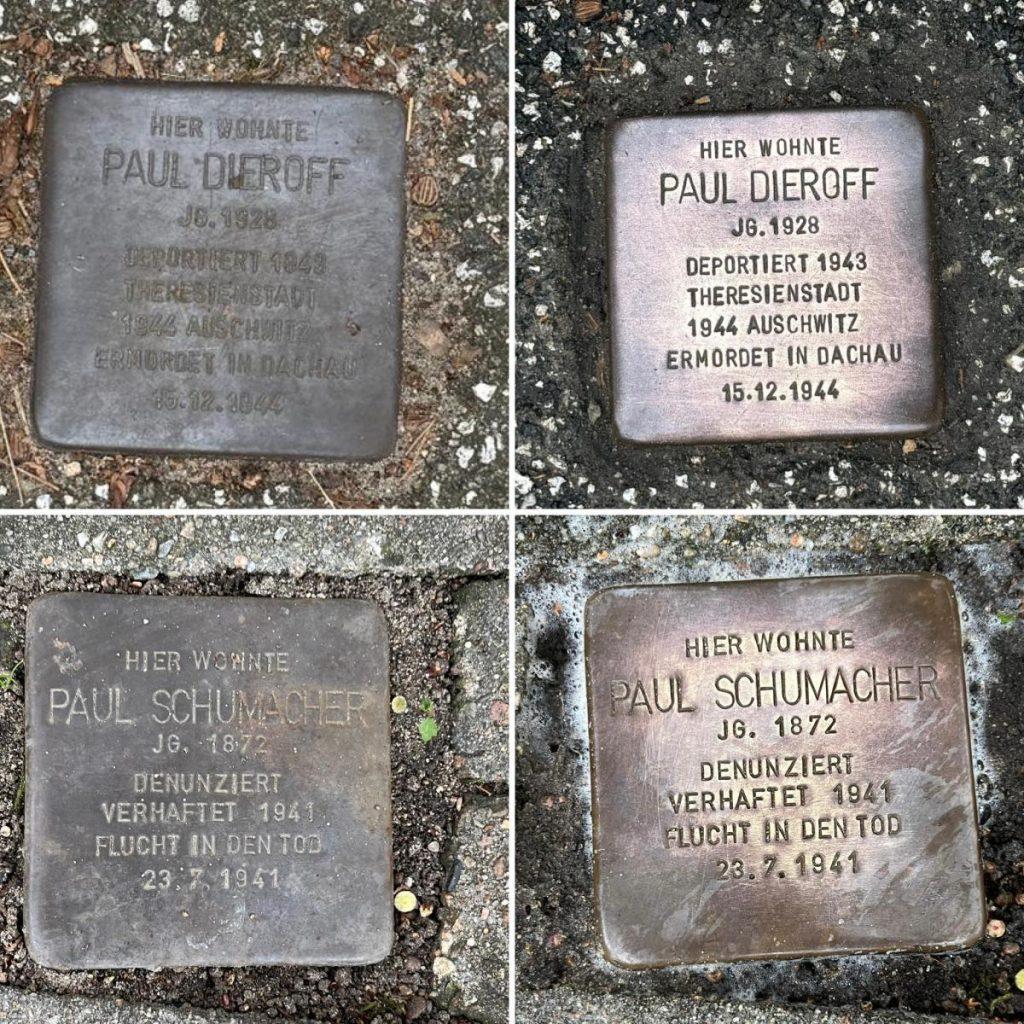 HIER WOHNTE
PAUL DIEROFF
JG. 1928
DEPORTIERT 1943
THERESIENSTADT
1944 AUSCHWITZ
ERMORDET IN DACHAU
15.12.1944
HIER WOHNTE
PAUL DIEROFF
JG. 1928
DEPORTIERT 1943
THERESIENSTADT
1944 AUSCHWITZ
ERMORDET IN DACHAU
15.12.1944
HIER WOHNTE
PAUL SCHUMACHER
JG. 1872
DENUNZIERT
VERHAFTET 1941
FLUCHT IN DEN TOD
23.7.1941
HIER WOHNTE
PAUL SCHUMACHER
JG. 1872
DENUNZIERT
VERHAFTET 1941
FLUCHT IN DEN TOD
23.7.1941